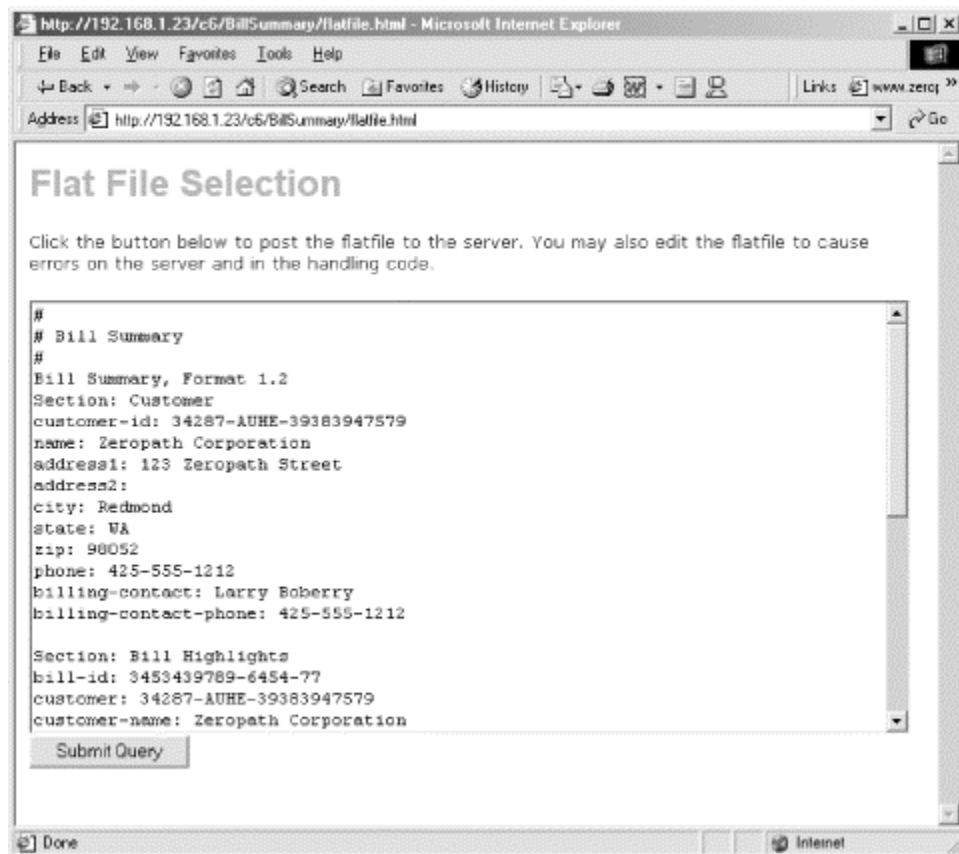 http://192.168.1.23/c6/BillSummary/flatfile.html - Microsoft Internet Explorer
File Edit View Favorites Tools Help
Back Search Favorites History Links www.zerop
Address http://192.168.1.23/c6/BillSummary/flatfile.html Go
Flat File Selection
Click the button below to post the flatfile to the server. You may also edit the flatfile to cause
errors on the server and in the handling code.
#
# Bill Summary
#
Bill Summary, Format 1.2
Section: Customer
customer-id: 34287-AUHE-39383947579
name: Zeropath Corporation
address1: 123 Zeropath Street
address2:
city: Redmond
state: WA
zip: 98052
phone: 425-555-1212
billing-contact: Larry Boberry
billing-contact-phone: 425-555-1212
Section: Bill Highlights
bill-id: 3453439789-6454-77
customer: 34287-AUHE-39383947579
customer-name: Zeropath Corporation
Submit Query
Done Internet